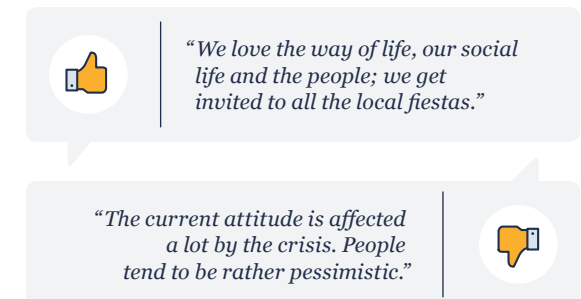 “We love the way of life, our social
life and the people; we get
invited to all the local fiestas.”
“The current attitude is affected
a lot by the crisis. People
tend to be rather pessimistic.”